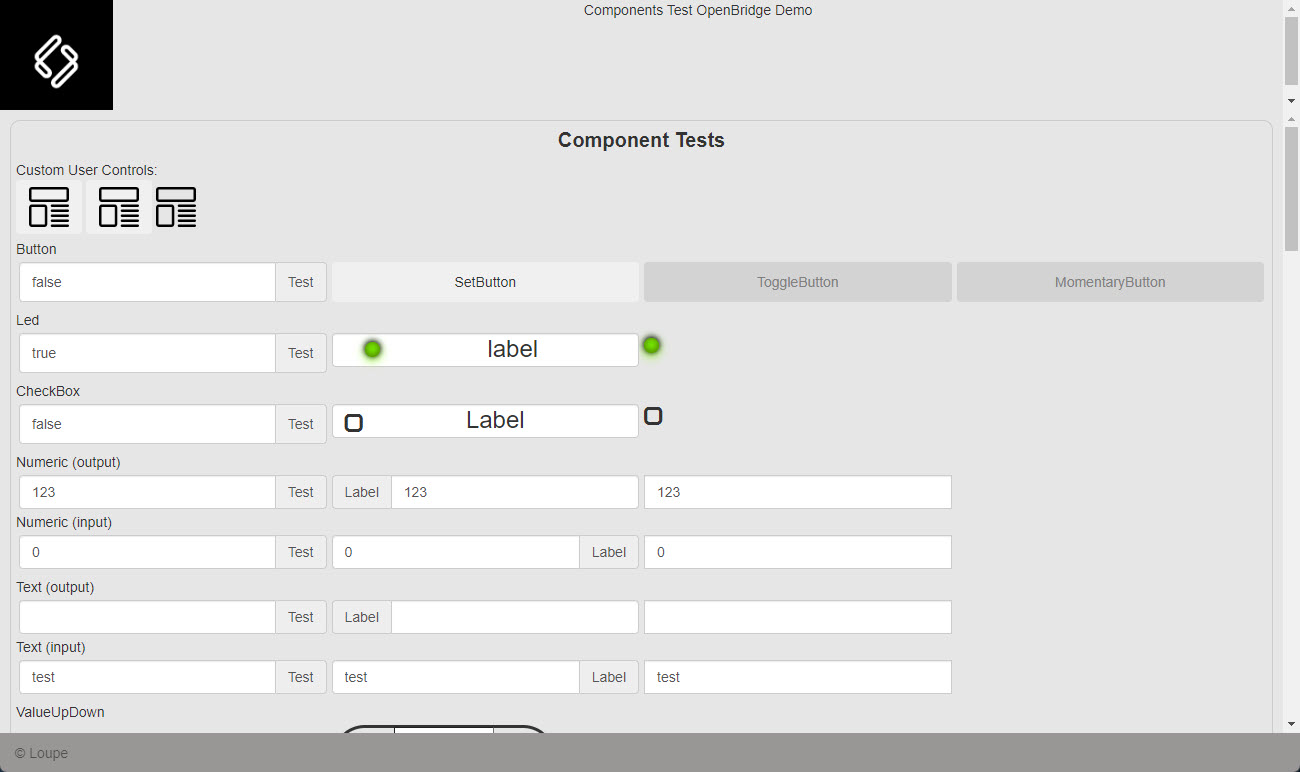 Components Test OpenBridge Demo
Component Tests
Custom User Controls:
Button
false Test SetButton ToggleButton MomentaryButton
Led
true Test label
CheckBox
false Test Label
Numeric (output)
123 Test Label 123 123
Numeric (input)
0 Test 0 Label 0
Text (output)
Test Label
Text (input)
test Test test Label test
ValueUpDown
© Loupe